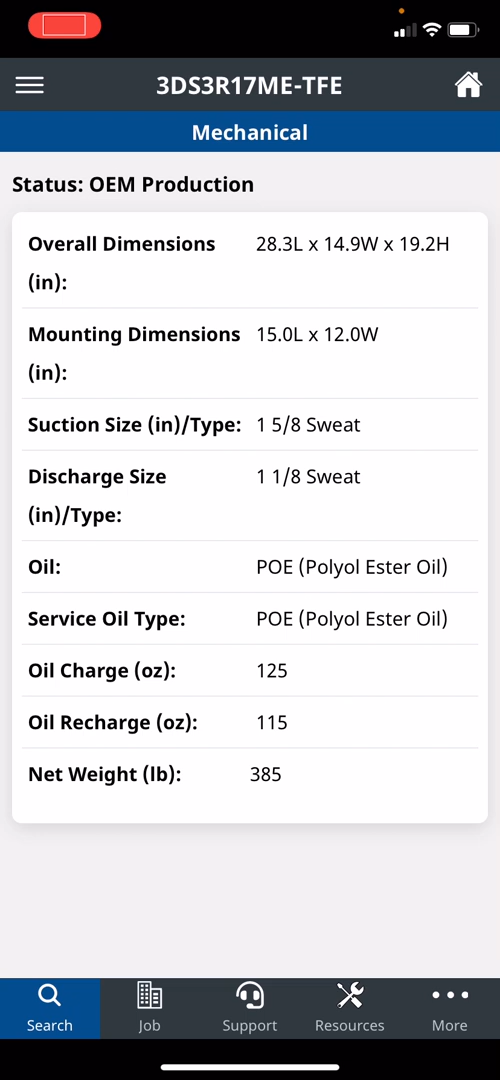 3DS3R17ME-TFE
Mechanical
Status: OEM Production
Overall Dimensions (in): 28.3L x 14.9W x 19.2H
Mounting Dimensions (in): 15.0L x 12.0W
Suction Size (in)/Type: 1 5/8 Sweat
Discharge Size (in)/Type: 1 1/8 Sweat
Oil: POE (Polyol Ester Oil)
Service Oil Type: POE (Polyol Ester Oil)
Oil Charge (oz): 125
Oil Recharge (oz): 115
Net Weight (lb): 385
Search Job Support Resources More